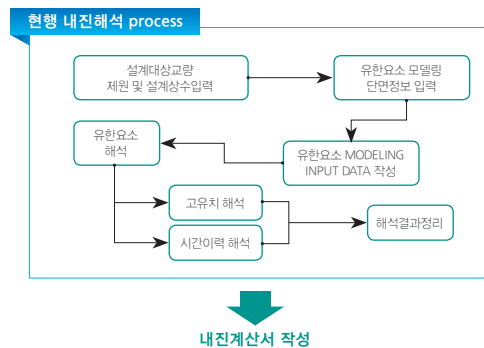 현행 내진해석 process
설계대상교량
제원 및 설계상수입력
유한요소 모델링
단면정보 입력
유한요소
해석
유한요소 MODELING
INPUT DATA 작성
고유치 해석
시간이력 해석
해석결과정리
내진계산서 작성